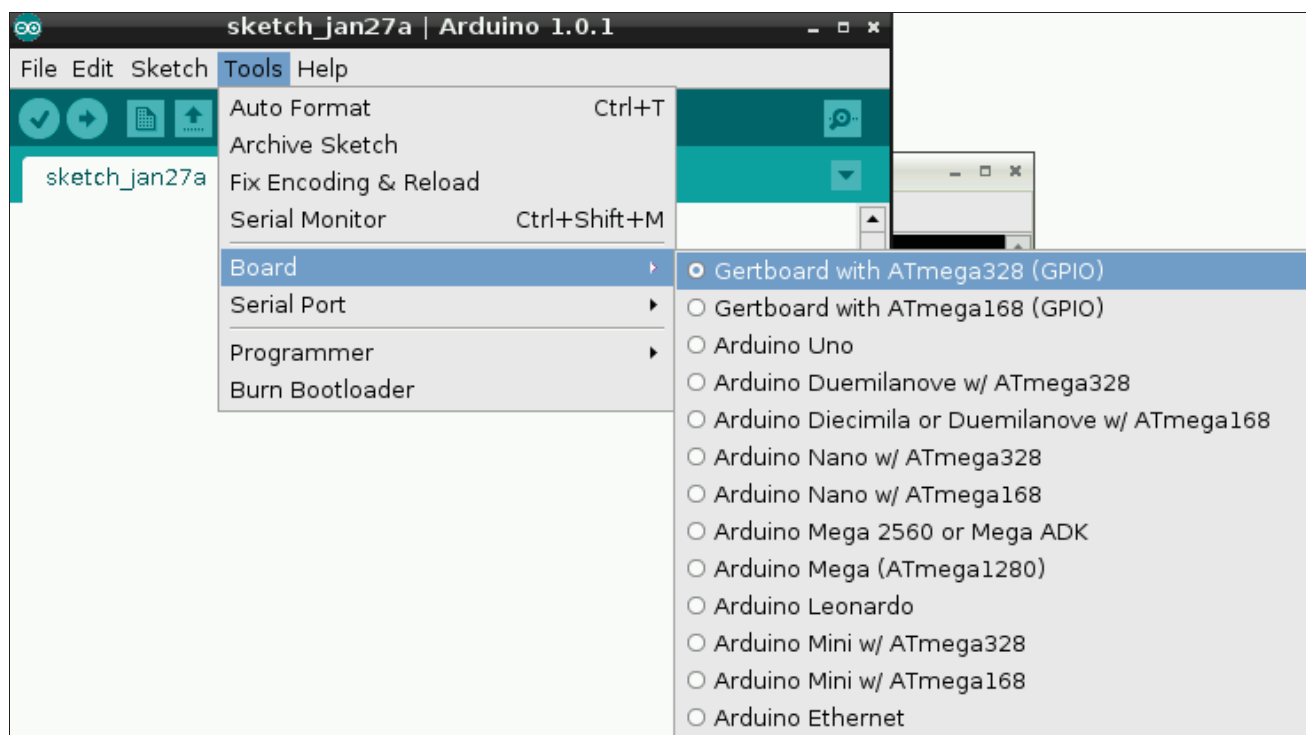 sketch_jan27a | Arduino 1.0.1
File Edit Sketch Tools Help
Auto Format Ctrl+T
Archive Sketch
sketch_jan27a
Fix Encoding & Reload
Serial Monitor Ctrl+Shift+M
Board
Serial Port
Programmer
Burn Bootloader
Gertboard with ATmega328 (GPIO)
Gertboard with ATmega168 (GPIO)
Arduino Uno
Arduino Duemilanove w/ ATmega328
Arduino Diecimila or Duemilanove w/ ATmega168
Arduino Nano w/ ATmega328
Arduino Nano w/ ATmega168
Arduino Mega 2560 or Mega ADK
Arduino Mega (ATmega1280)
Arduino Leonardo
Arduino Mini w/ ATmega328
Arduino Mini w/ ATmega168
Arduino Ethernet